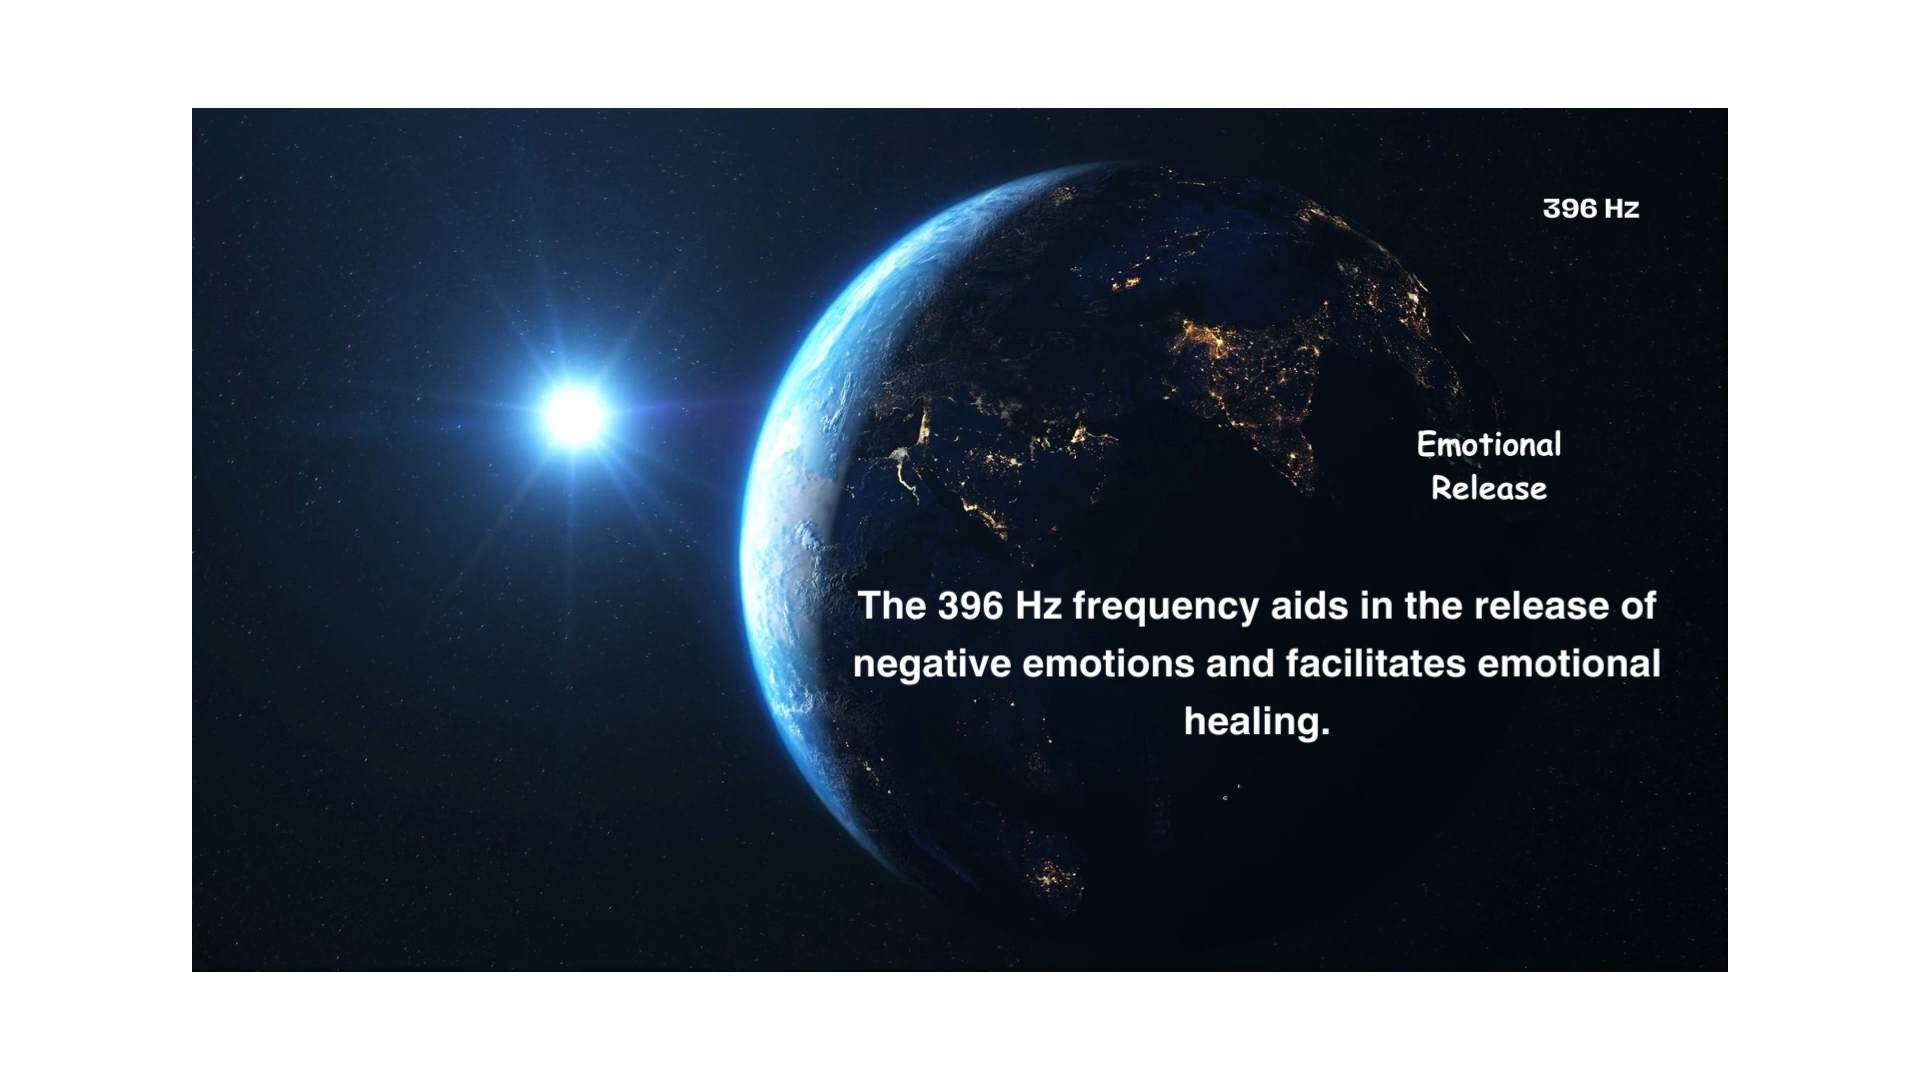 396 Hz
Emotional
Release
The 396 Hz frequency aids in the release of
negative emotions and facilitates emotional
healing.